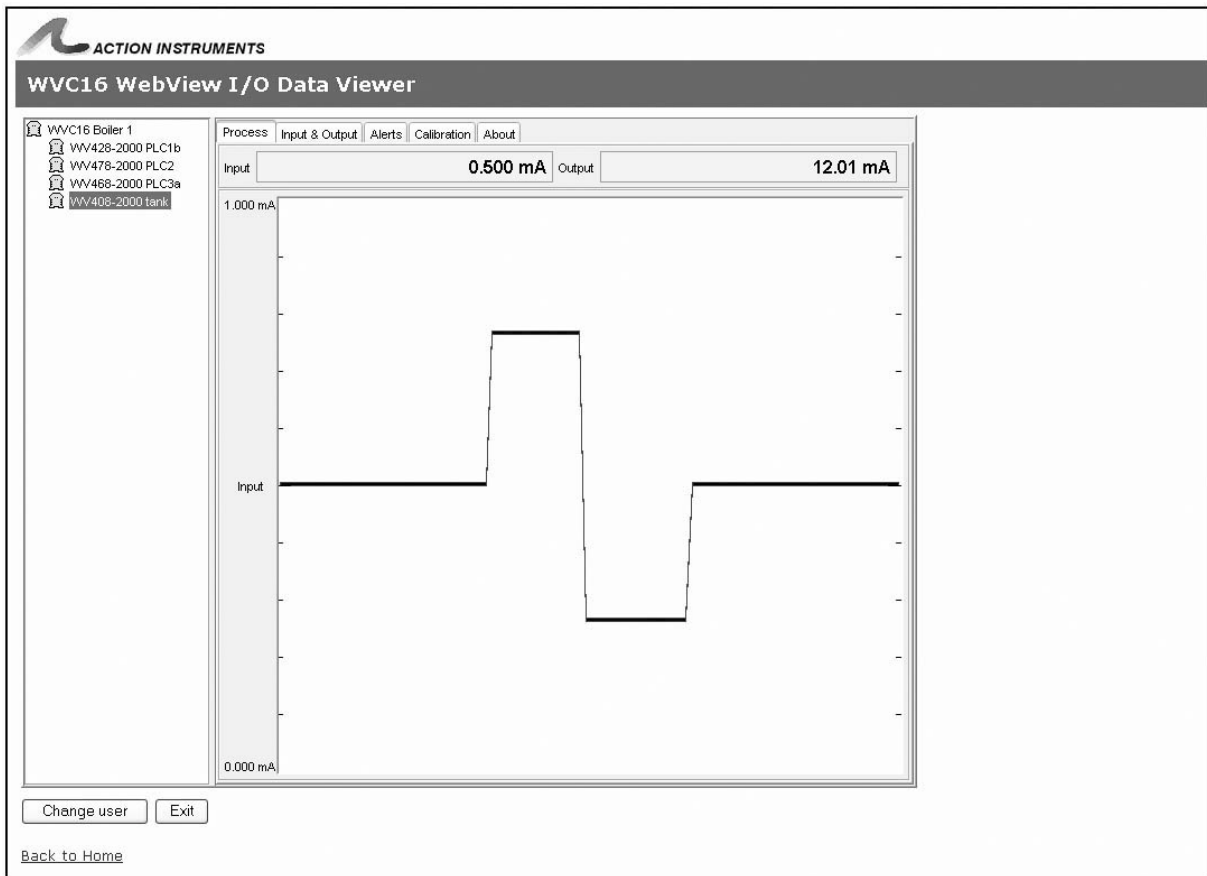 ACTION INSTRUMENTS
WVC16 WebView I/O Data Viewer
WVC16 Boiler 1
WV428-2000 PLC1b
WV478-2000 PLC2
WV468-2000 PLC3a
WV408-2000 tank
Process Input & Output Alerts Calibration About
Input 0.500 mA Output 12.01 mA
1.000 mA
Input
0.000 mA
Change user Exit
Back to Home